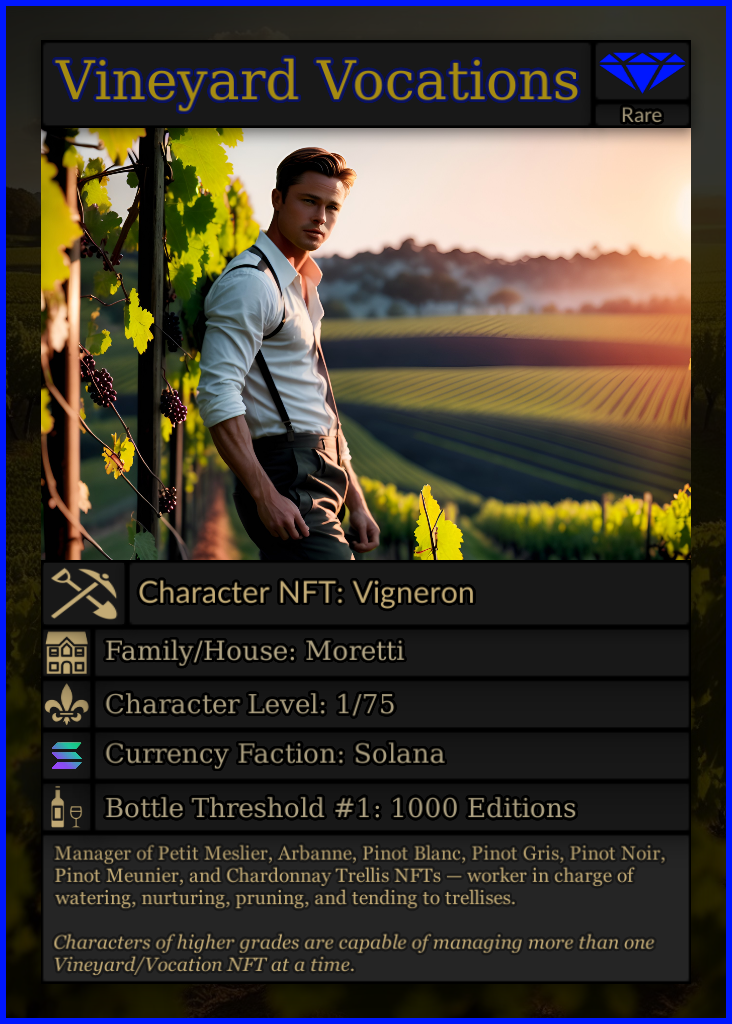 Vineyard Vocations
Rare
Character NFT: Vigneron
Family/House: Moretti
Character Level: 1/75
Currency Faction: Solana
Bottle Threshold #1: 1000 Editions
Manager of Petit Meslier, Arbanne, Pinot Blanc, Pinot Gris, Pinot Noir,
Pinot Meunier, and Chardonnay Trellis NFTs — worker in charge of
watering, nurturing, pruning, and tending to trellises.
Characters of higher grades are capable of managing more than one
Vineyard/Vocation NFT at a time.